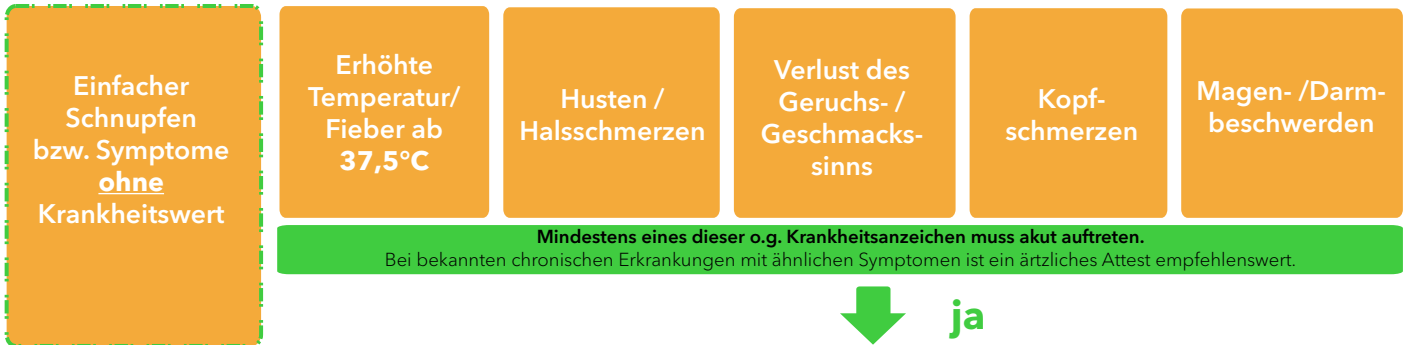 Einfacher
Schnupfen
bzw. Symptome
ohne
Krankheitswert
Erhöhte
Temperatur/
Fieber ab
37,5°C
Husten /
Halsschmerzen
Verlust des
Geruchs- /
Geschmacks-
sinns
Kopf-
schmerzen
Magen- /Darm-
beschwerden
Mindestens eines dieser o.g. Krankheitsanzeichen muss akut auftreten.
Bei bekannten chronischen Erkrankungen mit ähnlichen Symptomen ist ein ärtzliches Attest empfehlenswert.
ja